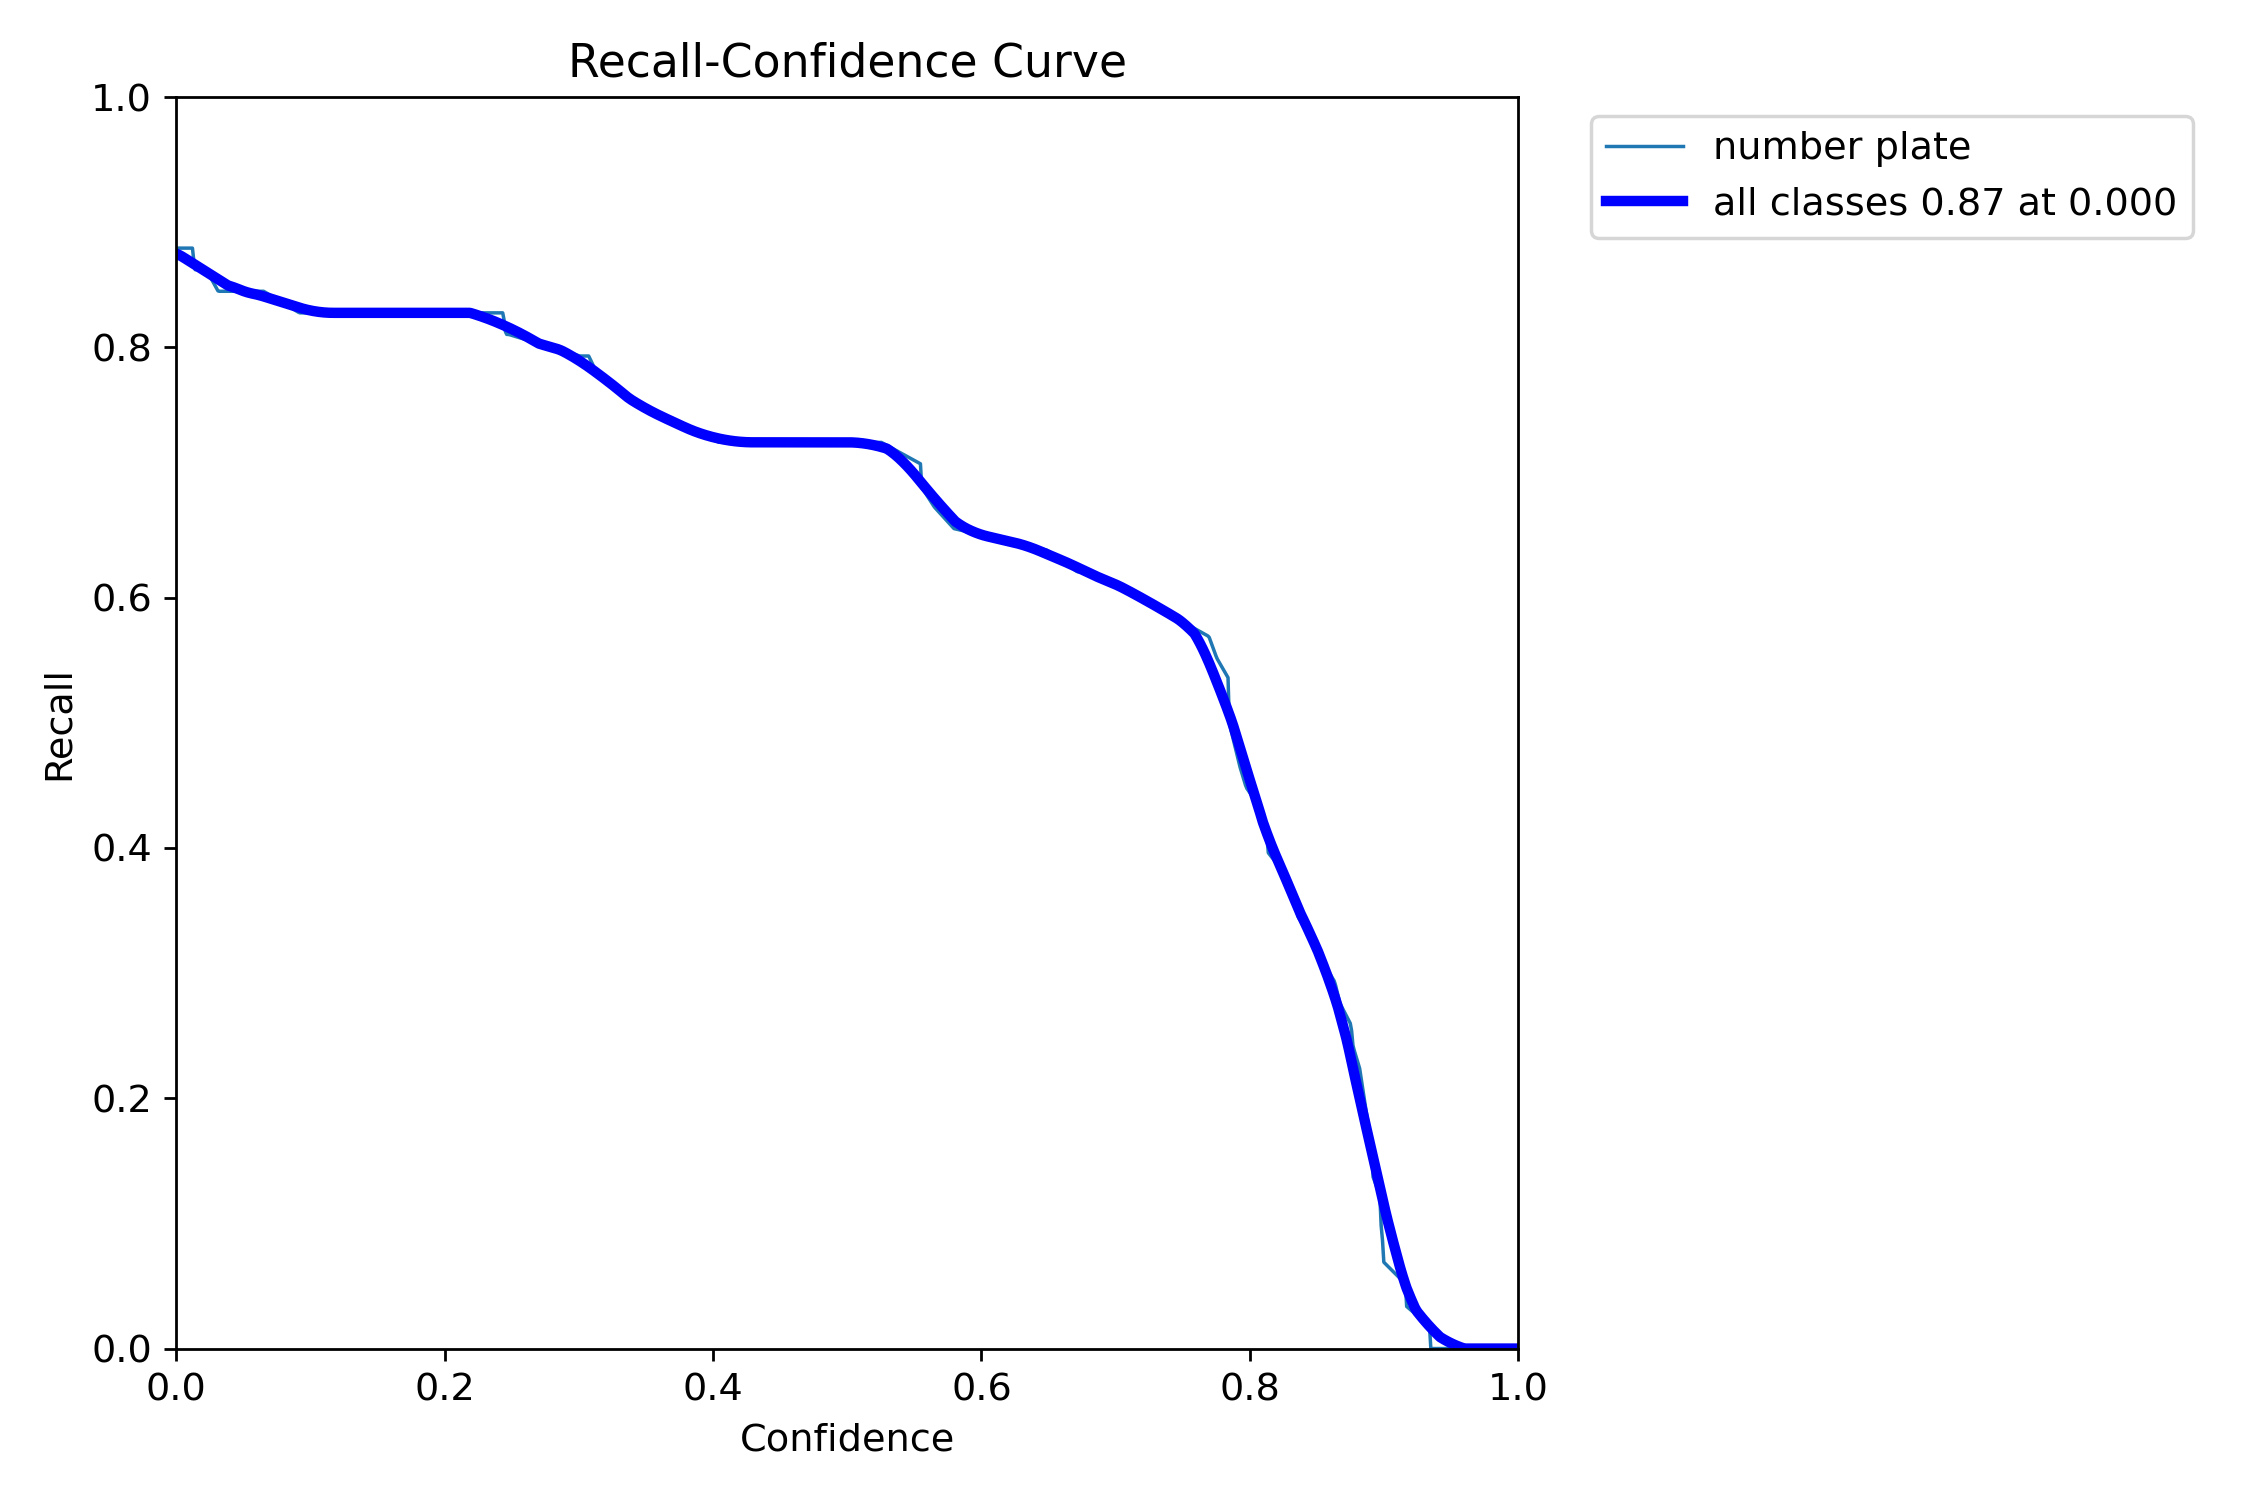 Recall-Confidence Curve
1.0
0.8
0.6
0.4
0.2
0.0
Recall
0.0 0.2 0.4 0.6 0.8 1.0
Confidence
number plate
all classes 0.87 at 0.000